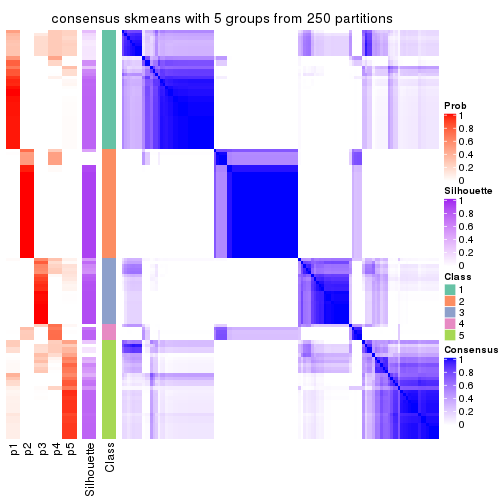 consensus skmeans with 5 groups from 250 partitions
Prob
1
0.8
0.6
0.4
0.2
0
Silhouette
1
0.8
0.6
0.4
0.2
0
Class
1
2
3
4
5
Consensus
1
0.8
0.6
0.4
0.2
0
p1
p2
p3
p4
p5
Silhouette
Class